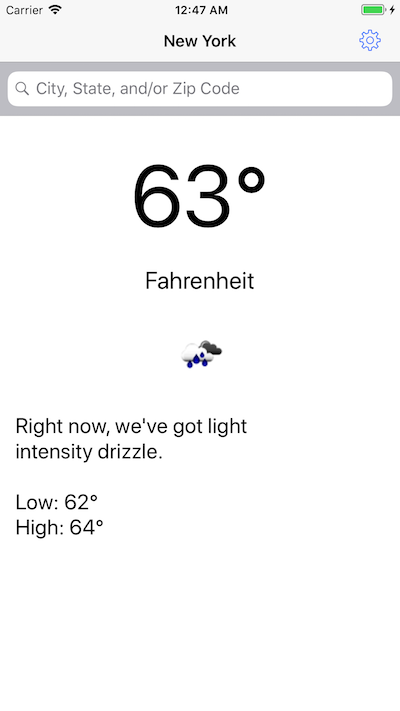 Carrier 12:47 AM
New York
City, State, and/or Zip Code
63°
Fahrenheit
Right now, we've got light
intensity drizzle.
Low: 62°
High: 64°